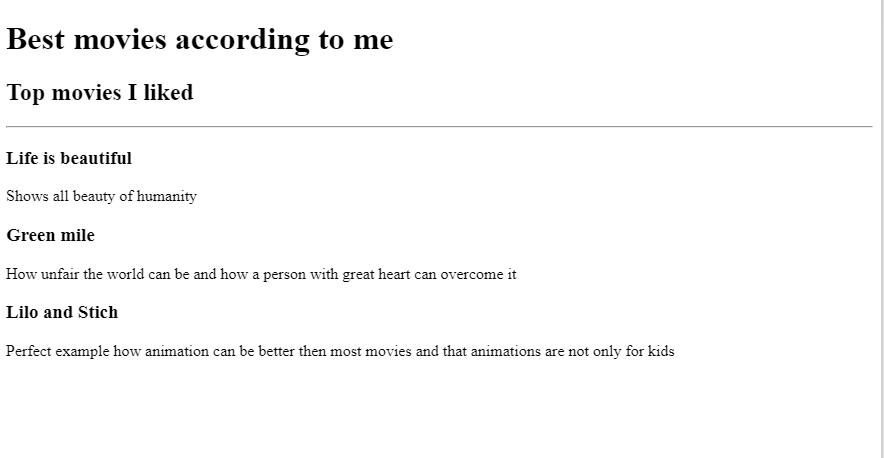 Best movies according to me
Top movies I liked
Life is beautiful
Shows all beauty of humanity
Green mile
How unfair the world can be and how a person with great heart can overcome it
Lilo and Stich
Perfect example how animation can be better then most movies and that animations are not only for kids